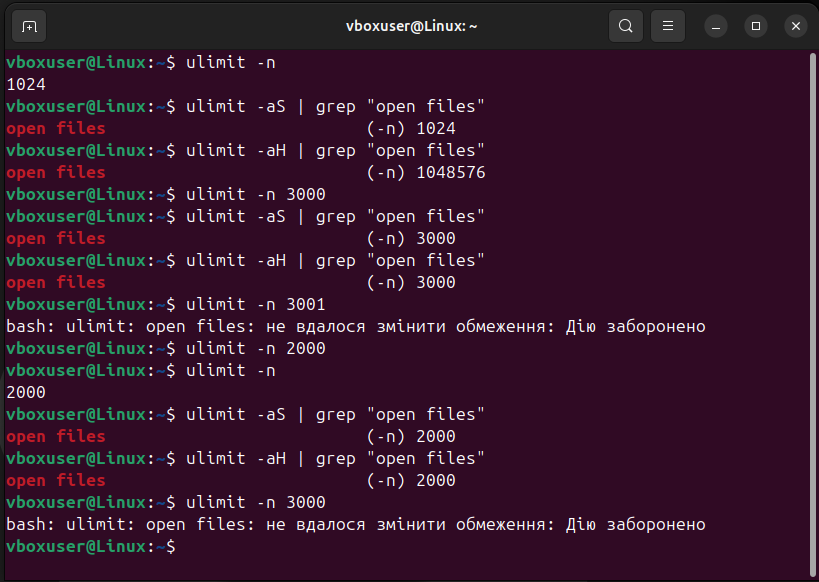 vboxuser@Linux: ~
vboxuser@Linux:~$ ulimit -n
1024
vboxuser@Linux:~$ ulimit -aS | grep "open files"
open files                          (-n) 1024
vboxuser@Linux:~$ ulimit -aH | grep "open files"
open files                          (-n) 1048576
vboxuser@Linux:~$ ulimit -n 3000
vboxuser@Linux:~$ ulimit -aS | grep "open files"
open files                          (-n) 3000
vboxuser@Linux:~$ ulimit -aH | grep "open files"
open files                          (-n) 3000
vboxuser@Linux:~$ ulimit -n 3001
bash: ulimit: open files: не вдалося змінити обмеження: Дію заборонено
vboxuser@Linux:~$ ulimit -n 2000
vboxuser@Linux:~$ ulimit -n
2000
vboxuser@Linux:~$ ulimit -aS | grep "open files"
open files                          (-n) 2000
vboxuser@Linux:~$ ulimit -aH | grep "open files"
open files                          (-n) 2000
vboxuser@Linux:~$ ulimit -n 3000
bash: ulimit: open files: не вдалося змінити обмеження: Дію заборонено
vboxuser@Linux:~$